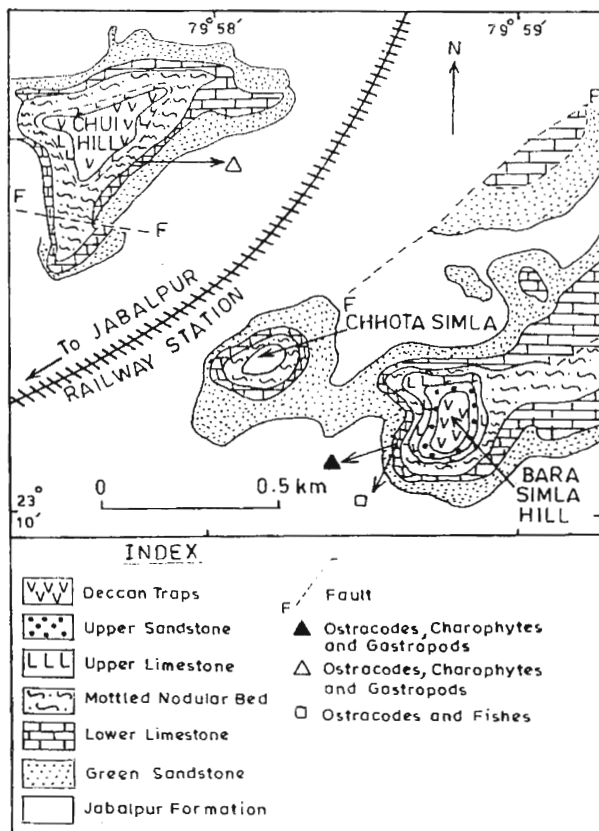 79° 58'
79° 59'
N
CHUI
HILL
F
F
F
F
TO JABALPUR
RAILWAY STATION
CHHOTA SIMLA
BARA
SIMLA
HILL
0 0.5 km
23°
10'
INDEX
Deccan Traps
Upper Sandstone
Upper Limestone
Mottled Nodular Bed
Lower Limestone
Green Sandstone
Jabalpur Formation
F Fault
Ostracodes, Charophytes
and Gastropods
Ostracodes, Charophytes
and Gastropods
Ostracodes and Fishes